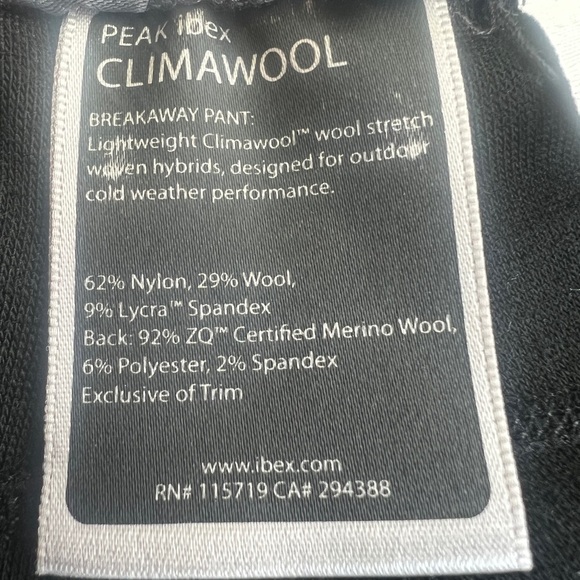 PEAK ibex
CLIMAWOOL
BREAKAWAY PANT:
Lightweight Climawool™ wool stretch
woven hybrids, designed for outdoor
cold weather performance.
62% Nylon, 29% Wool,
9% Lycra™ Spandex
Back: 92% ZQ™ Certified Merino Wool,
6% Polyester, 2% Spandex
Exclusive of Trim
www.ibex.com
RN# 115719 CA# 294388